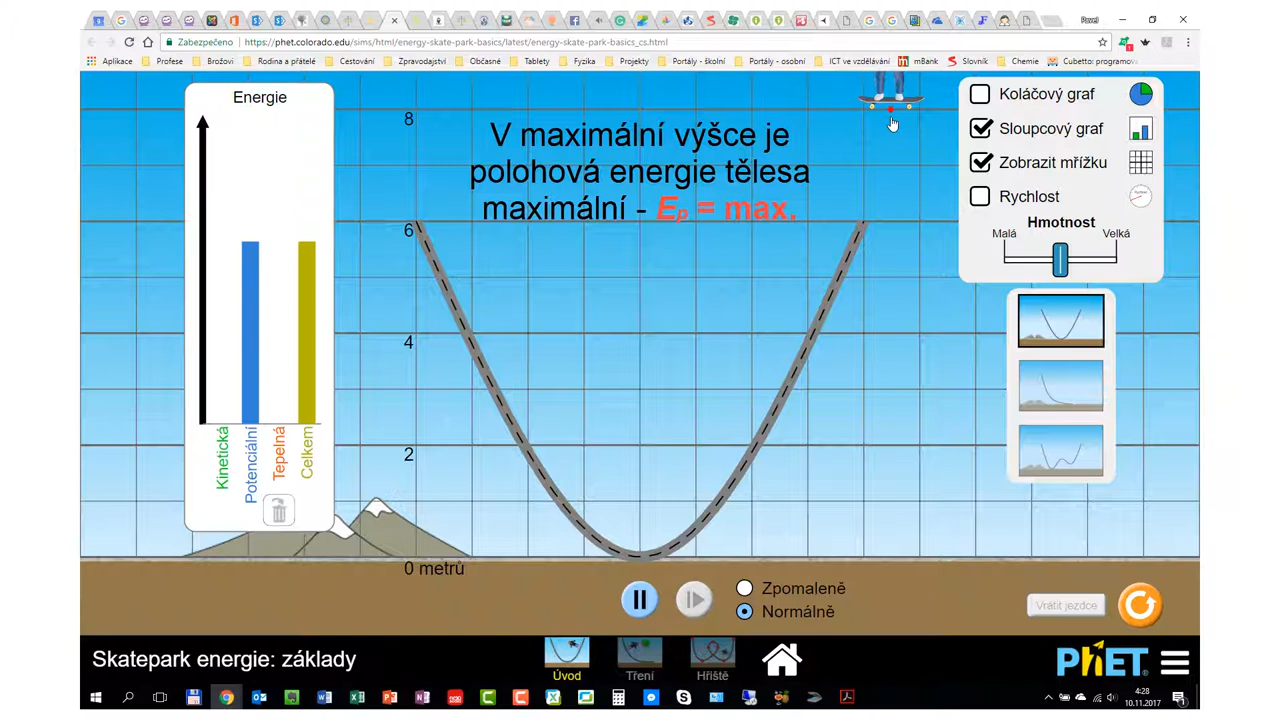 Pavel
Zabezpečeno
https://phet.colorado.edu/sims/html/energy-skate-park-basics/latest/energy-skate-park-basics_cs.html
Aplikace Profese Brožovi Rodina a přátelé Cestování Zpravodajství Občasné Tablety Fyzika Projekty Portály - školní Portály - osobní ICT ve vzdělávání mBank Slovník Chemie Cubetto: programova
Energie
Kinetická
Potenciální
Tepelná
Celkem
8
6
4
2
0 metrů
V maximální výšce je
polohová energie tělesa
maximální - Ep = max.
Koláčový graf
Sloupcový graf
Zobrazit mřížku
Rychlost
Hmotnost
Malá Velká
Zpomaleně
Normálně
Vrátit jezdce
Skatepark energie: základy
Úvod
Tření
Hřiště
PhET
4:28
10.11.2017